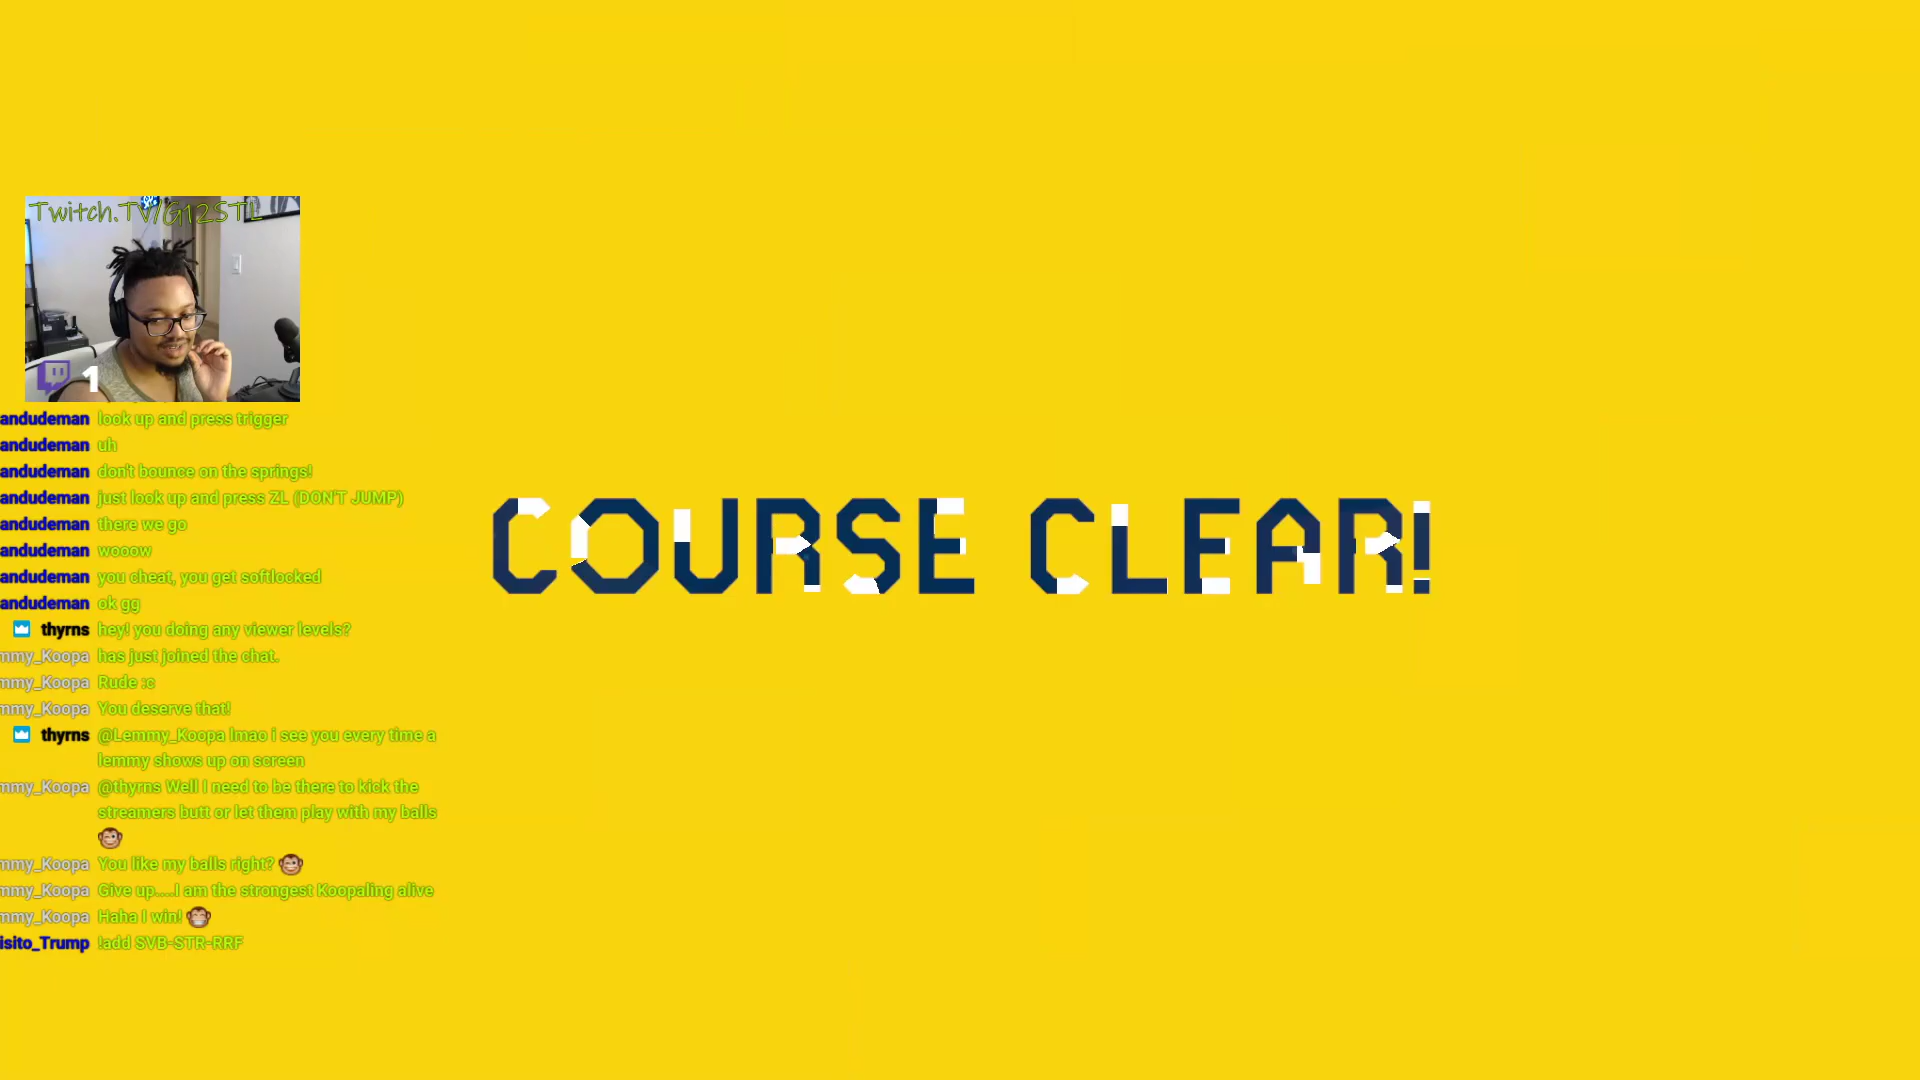 Twitch.TV/G12STL
1
andudeman look up and press trigger
andudeman uh
andudeman don't bounce on the springs!
andudeman just look up and press ZL (DON'T JUMP)
andudeman there we go
andudeman wooow
andudeman you cheat, you get softlocked
andudeman ok gg
thyrns hey! you doing any viewer levels?
mmy_Koopa has just joined the chat.
mmy_Koopa Rude :c
mmy_Koopa You deserve that!
thyrns @Lemmy_Koopa lmao i see you every time a
lemmy shows up on screen
mmy_Koopa @thyrns Well I need to be there to kick the
streamers butt or let them play with my balls
mmy_Koopa You like my balls right?
mmy_Koopa Give up....I am the strongest Koopaling alive
mmy_Koopa Haha I win!
isito_Trump !add SVB-STR-RRF
COURSE CLEAR!